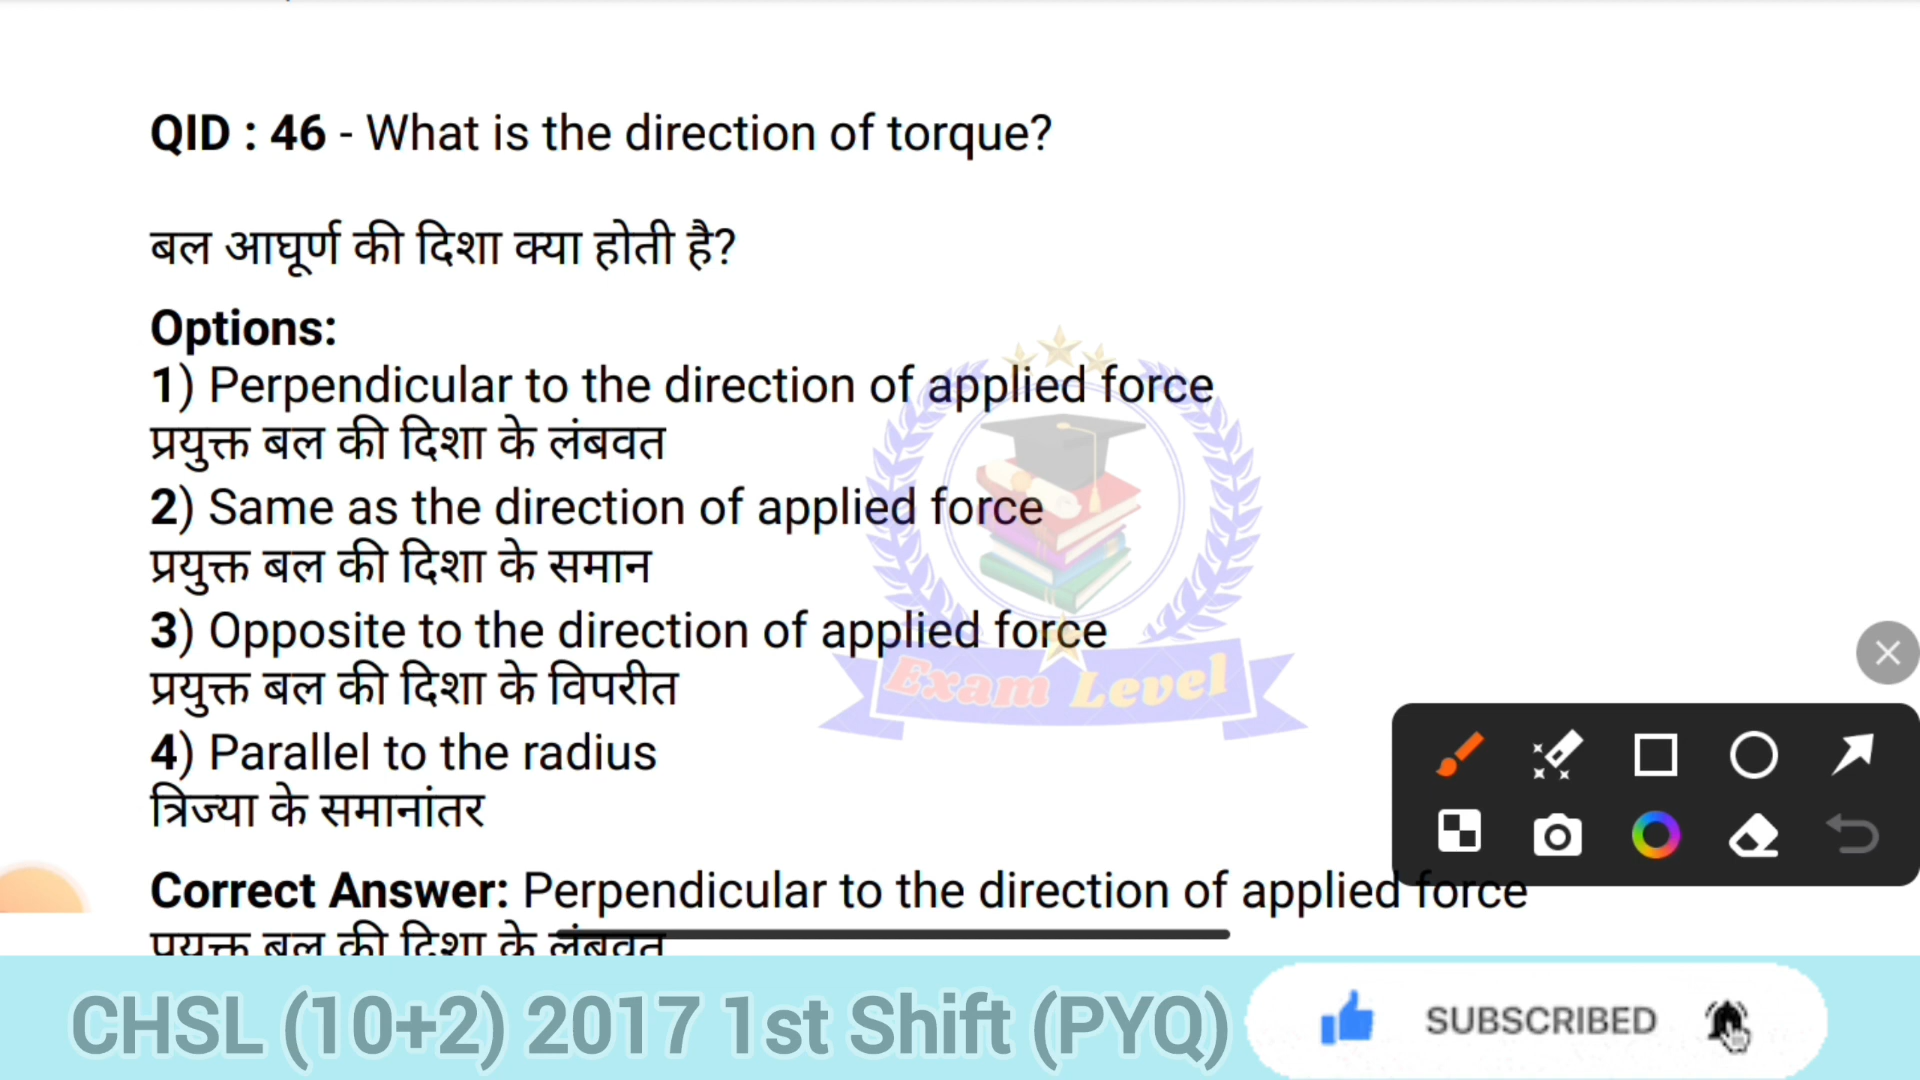 QID : 46 - What is the direction of torque?
बल आघूर्ण की दिशा क्या होती है?
Options:
1) Perpendicular to the direction of applied force
प्रयुक्त बल की दिशा के लंबवत
2) Same as the direction of applied force
प्रयुक्त बल की दिशा के समान
3) Opposite to the direction of applied force
प्रयुक्त बल की दिशा के विपरीत
4) Parallel to the radius
त्रिज्या के समानांतर
Exam Level
Correct Answer: Perpendicular to the direction of applied force
प्रयुक्त बल की दिशा के लंबवत
CHSL (10+2) 2017 1st Shift (PYQ)
SUBSCRIBED